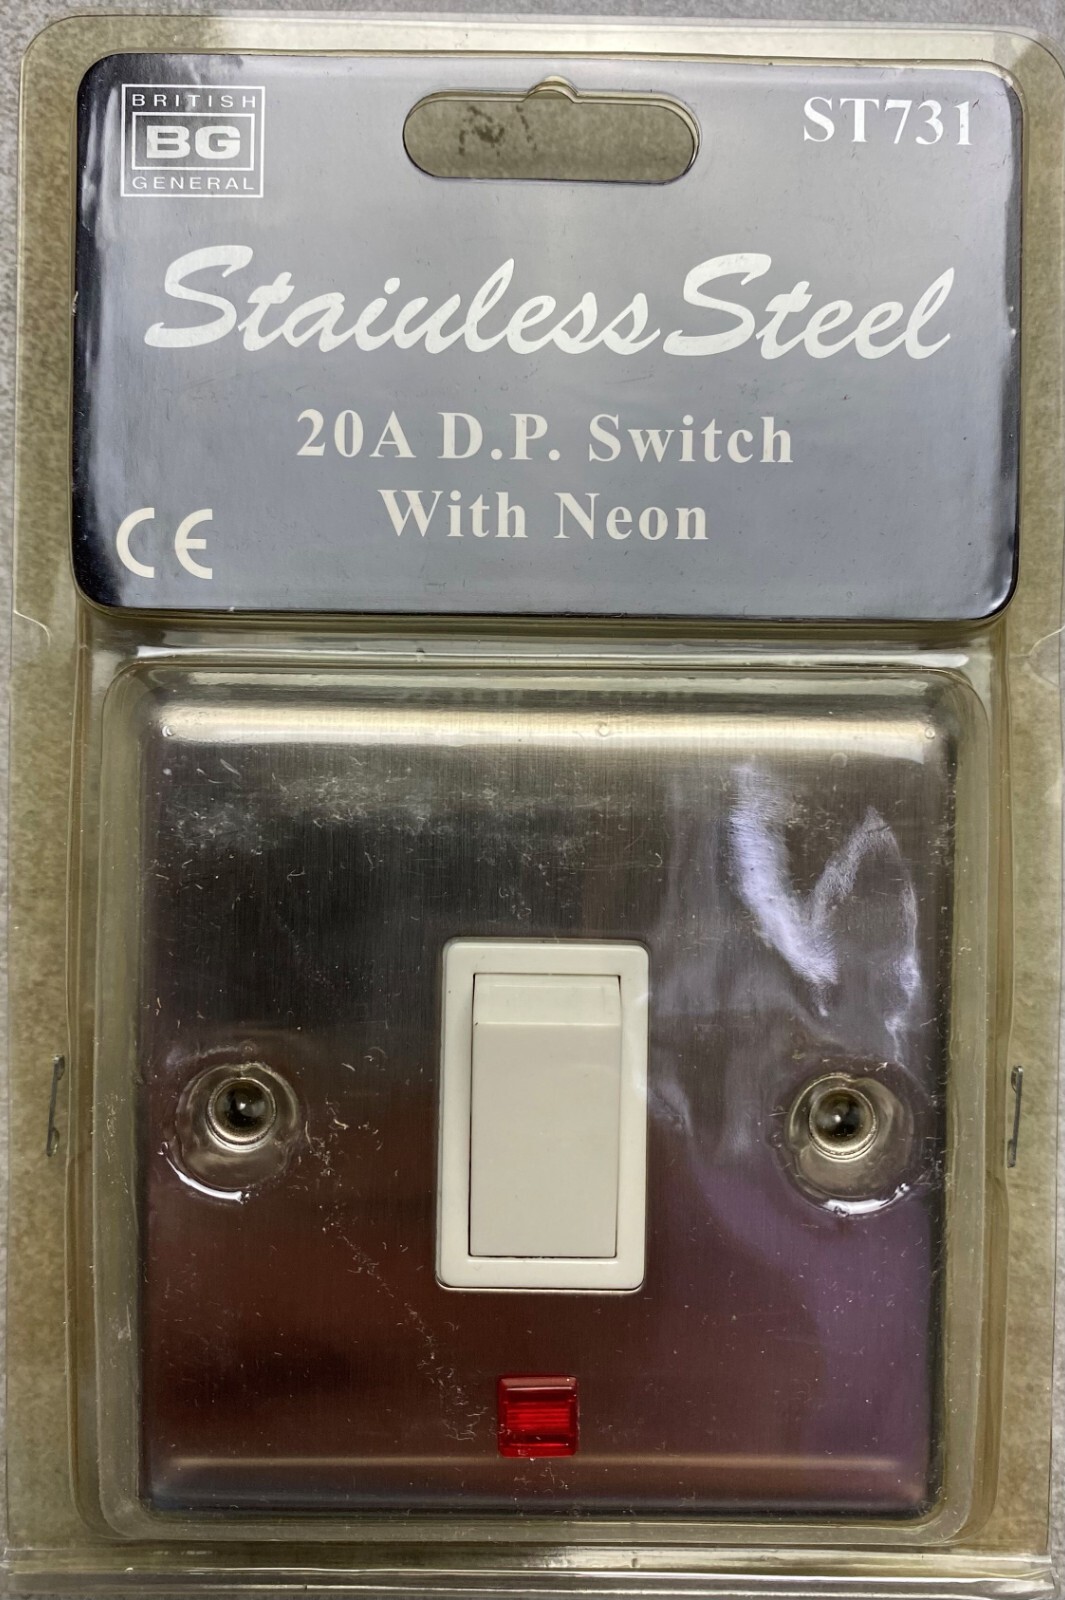 BRITISH
BG
GENERAL
ST731
Stainless Steel
20A D.P. Switch
With Neon
CE